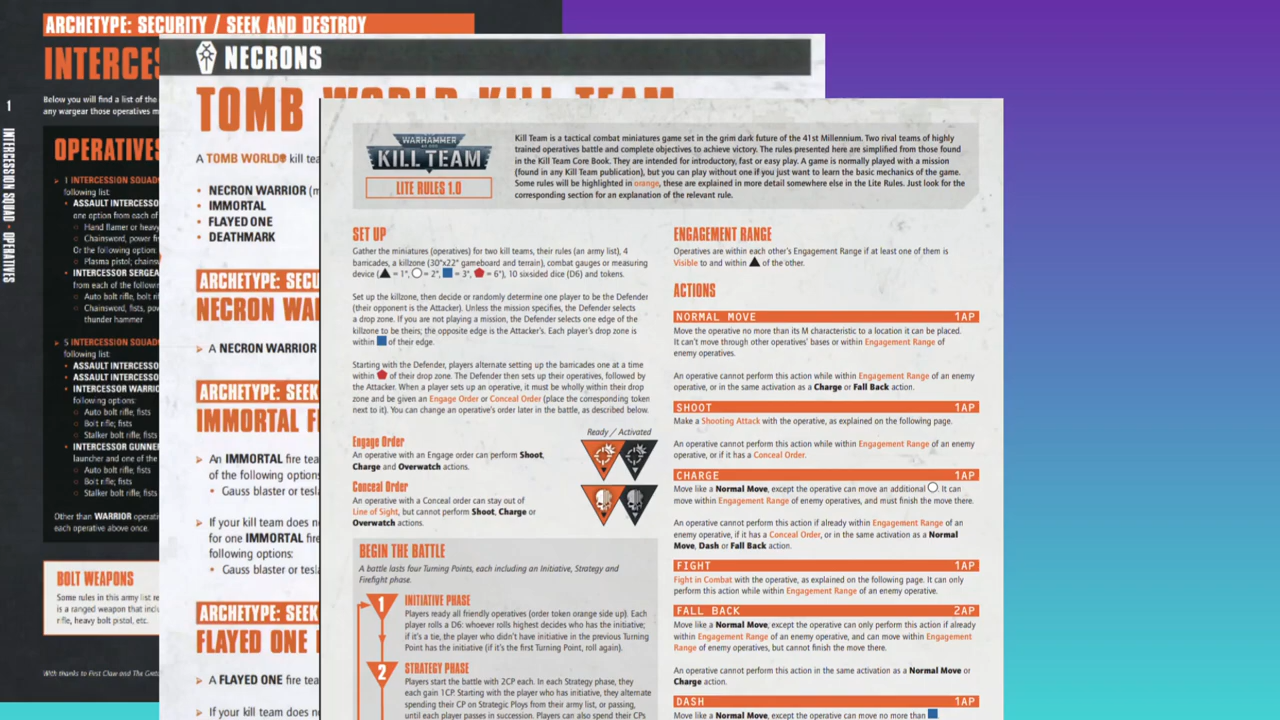 ARCHETYPE: SECURITY / SEEK AND DESTROY
INTERCES
Below you will find a list of the
any wargear those operatives m
1
INTERCESSION SQUAD • OPERATIVES
OPERATIVES
1 INTERCESSION SQUAD
following list:
ASSAULT INTERCESSO
one option from each of
Hand flamer or heavy
Chainsword, power fi
Or the following option:
Plasma pistol; chains
INTERCESSOR SERGEA
from each of the followin
Auto bolt rifle, bolt ri
Chainsword, fists, pow
thunder hammer
5 INTERCESSION SQUAD
following list:
ASSAULT INTERCESSO
ASSAULT INTERCESSO
INTERCESSOR WARRIO
following options:
Auto bolt rifle; fists
Bolt rifle; fists
Stalker bolt rifle; fists
INTERCESSOR GUNNER
launcher and one of the
Auto bolt rifle; fists
Bolt rifle; fists
Stalker bolt rifle; fists
Other than WARRIOR operati
each operative above once.
BOLT WEAPONS
Some rules in this army list re
is a ranged weapon that inclu
rifle, heavy bolt pistol, etc.
With thanks to First Claw and The Gret
NECRONS
TOMB WORLD KILL TEAM
A TOMB WORLD kill tea
NECRON WARRIOR (m
IMMORTAL
FLAYED ONE
DEATHMARK
ARCHETYPE: SECU
NECRON WAR
A NECRON WARRIOR
ARCHETYPE: SEEK
IMMORTAL FI
An IMMORTAL fire tea
of the following options
Gauss blaster or tesla
If your kill team does n
for one IMMORTAL fire
following options:
Gauss blaster or tesla
ARCHETYPE: SEEK
FLAYED ONE
A FLAYED ONE fire tea
If your kill team does n
WARHAMMER
KILL TEAM
LITE RULES 1.0
Kill Team is a tactical combat miniatures game set in the grim dark future of the 41st Millennium. Two rival teams of highly
trained operatives battle and complete objectives to achieve victory. The rules presented here are simplified from those found
in the Kill Team Core Book. They are intended for introductory, fast or easy play. A game is normally played with a mission
(found in any Kill Team publication), but you can play without one if you just want to learn the basic mechanics of the game.
Some rules will be highlighted in orange, these are explained in more detail somewhere else in the Lite Rules. Just look for the
corresponding section for an explanation of the relevant rule.
SET UP
Gather the miniatures (operatives) for two kill teams, their rules (an army list), 4
barricades, a killzone (30"x22" gameboard and terrain), combat gauges or measuring
device (▲ = 1", ○ = 2", ■ = 3", ⬟ = 6"), 10 sixsided dice (D6) and tokens.
Set up the killzone, then decide or randomly determine one player to be the Defender
(their opponent is the Attacker). Unless the mission specifies, the Defender selects
a drop zone. If you are not playing a mission, the Defender selects one edge of the
killzone to be theirs; the opposite edge is the Attacker's. Each player's drop zone is
within ■ of their edge.
Starting with the Defender, players alternate setting up the barricades one at a time
within ⬟ of their drop zone. The Defender then sets up their operatives, followed by
the Attacker. When a player sets up an operative, it must be wholly within their drop
zone and be given an Engage Order or Conceal Order (place the corresponding token
next to it). You can change an operative's order later in the battle, as described below.
Ready / Activated
Engage Order
An operative with an Engage order can perform Shoot,
Charge and Overwatch actions.
Conceal Order
An operative with a Conceal order can stay out of
Line of Sight, but cannot perform Shoot, Charge or
Overwatch actions.
BEGIN THE BATTLE
A battle lasts four Turning Points, each including an Initiative, Strategy and
Firefight phase.
1 INITIATIVE PHASE
Players ready all friendly operatives (order token orange side up). Each
player rolls a D6: whoever rolls highest decides who has the initiative;
if it's a tie, the player who didn't have initiative in the previous Turning
Point has the initiative (if it's the first Turning Point, roll again).
2 STRATEGY PHASE
Players start the battle with 2CP each. In each Strategy phase, they
each gain 1CP. Starting with the player who has initiative, they alternate
spending their CP on Strategic Ploys from their army list, or passing,
until each player passes in succession. Players can also spend their CPs
ENGAGEMENT RANGE
Operatives are within each other's Engagement Range if at least one of them is
Visible to and within ▲ of the other.
ACTIONS
NORMAL MOVE 1AP
Move the operative no more than its M characteristic to a location it can be placed.
It can't move through other operatives' bases or within Engagement Range of
enemy operatives.
An operative cannot perform this action while within Engagement Range of an enemy
operative, or in the same activation as a Charge or Fall Back action.
SHOOT 1AP
Make a Shooting Attack with the operative, as explained on the following page.
An operative cannot perform this action while within Engagement Range of an enemy
operative, or if it has a Conceal Order.
CHARGE 1AP
Move like a Normal Move, except the operative can move an additional ○. It can
move within Engagement Range of enemy operatives, and must finish the move there.
An operative cannot perform this action if already within Engagement Range of an
enemy operative, if it has a Conceal Order, or in the same activation as a Normal
Move, Dash or Fall Back action.
FIGHT 1AP
Fight in Combat with the operative, as explained on the following page. It can only
perform this action while within Engagement Range of an enemy operative.
FALL BACK 2AP
Move like a Normal Move, except the operative can only perform this action if already
within Engagement Range of an enemy operative, and can move within Engagement
Range of enemy operatives, but cannot finish the move there.
An operative cannot perform this action in the same activation as a Normal Move or
Charge action.
DASH 1AP
Move like a Normal Move, except the operative can move no more than ■.